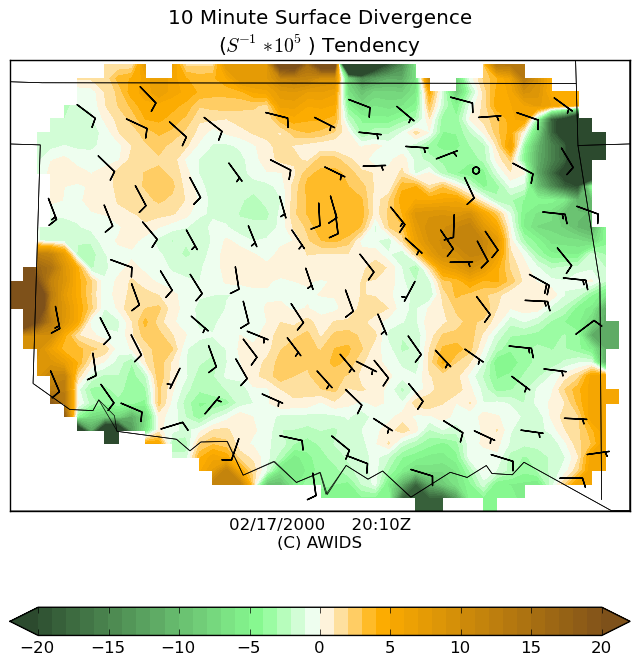 10 Minute Surface Divergence
(S⁻¹ *10⁵ ) Tendency
02/17/2000 20:10Z
(C) AWIDS
−20 −15 −10 −5 0 5 10 15 20